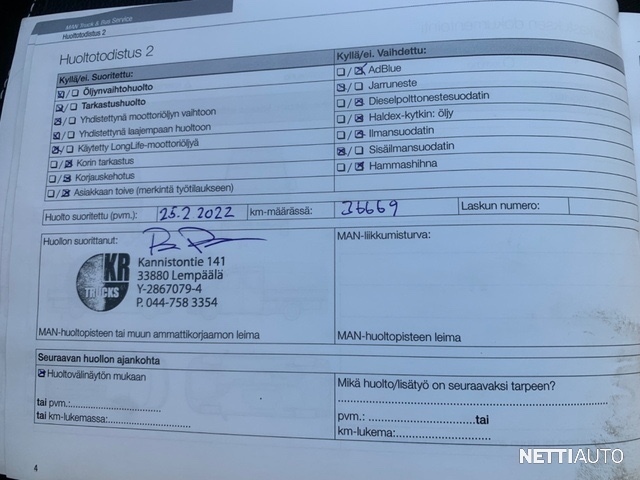 MAN Truck & Bus Service
Huoltotodistus 2
Huoltotodistus 2
Kyllä/ei. Suoritettu:
☒/☐ Öljynvaihtohuolto
☒/☐ Tarkastushuolto
☒/☐ Yhdistettynä moottoriöljyn vaihtoon
☒/☐ Yhdistettynä laajempaan huoltoon
☒/☐ Käytetty LongLife-moottoriöljyä
☐/☒ Korin tarkastus
☐/☒ Korjauskehotus
☐/☒ Asiakkaan toive (merkintä työtilaukseen)
Kyllä/ei. Vaihdettu:
☐/☒ AdBlue
☒/☐ Jarruneste
☐/☒ Dieselpolttonestesuodatin
☐/☒ Haldex-kytkin: öljy
☐/☒ Ilmansuodatin
☒/☐ Sisäilmansuodatin
☐/☒ Hammashihna
Huolto suoritettu (pvm.): 25.2 2022 km-määrässä: 36669 Laskun numero:
Huollon suorittanut:
KR
TRUCKS
Kannistontie 141
33880 Lempäälä
Y-2867079-4
P. 044-758 3354
MAN-huoltopisteen tai muun ammattikorjaamon leima
MAN-liikkumisturva:
MAN-huoltopisteen leima
Seuraavan huollon ajankohta
☒ Huoltovälinäytön mukaan
tai pvm.:
tai km-lukemassa:
Mikä huolto/lisätyö on seuraavaksi tarpeen?
pvm.: tai
km-lukema:
4
NETTIAUTO